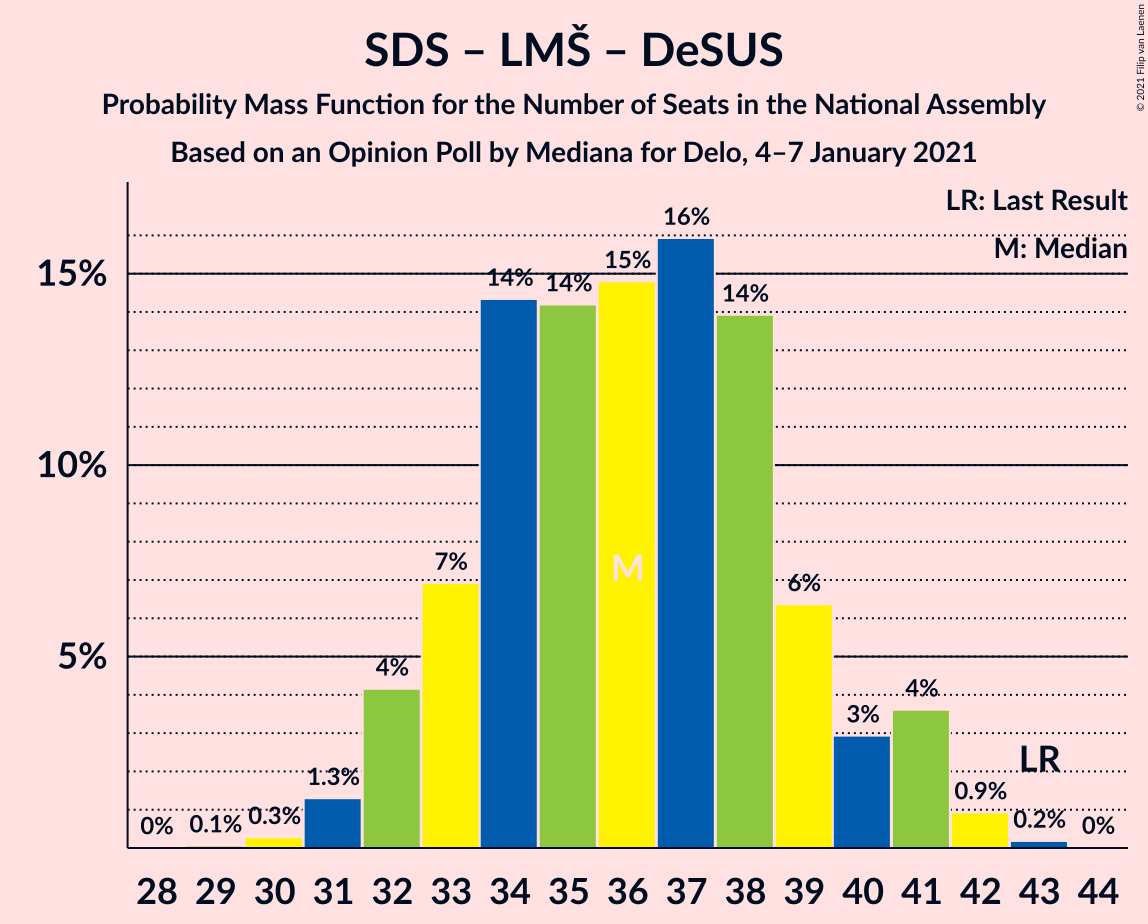 SDS – LMŠ – DeSUS
Probability Mass Function for the Number of Seats in the National Assembly
Based on an Opinion Poll by Mediana for Delo, 4–7 January 2021
© 2021 Filip van Laenen
LR: Last Result
M: Median
15%
10%
5%
0%
0.1%
0.3%
1.3%
4%
7%
14%
14%
15%
16%
14%
6%
3%
4%
0.9%
0.2%
0%
M
LR
28 29 30 31 32 33 34 35 36 37 38 39 40 41 42 43 44